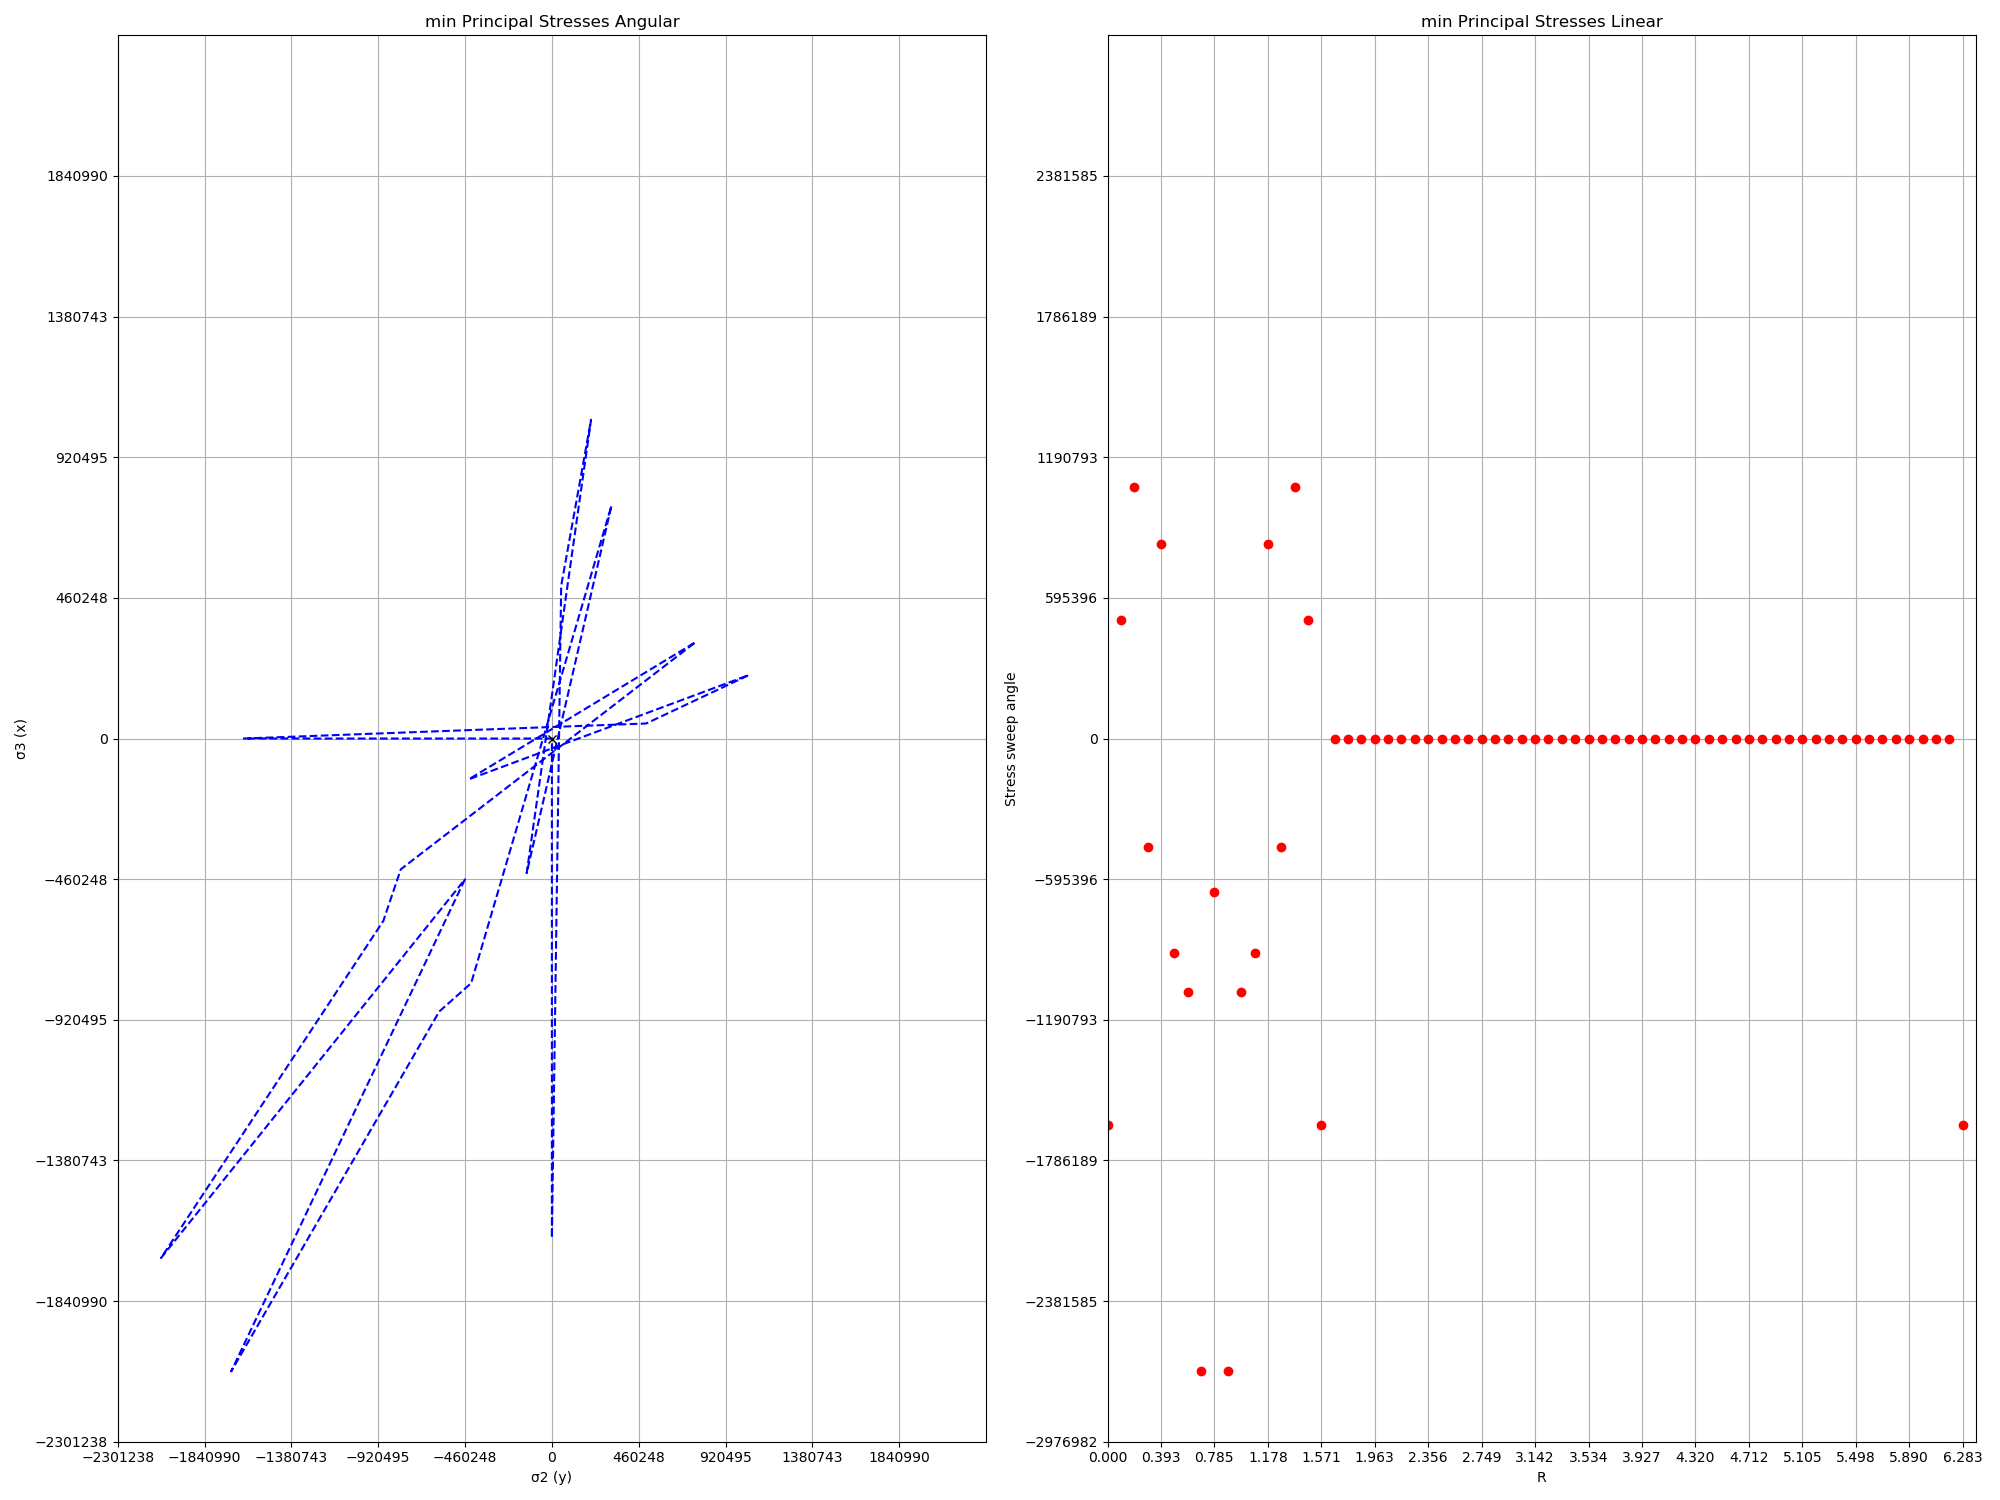 min Principal Stresses Angular
1840990
1380743
920495
460248
0
−460248
−920495
−1380743
−1840990
−2301238
σ3 (x)
−2301238 −1840990 −1380743 −920495 −460248 0 460248 920495 1380743 1840990
σ2 (y)
min Principal Stresses Linear
2381585
1786189
1190793
595396
0
−595396
−1190793
−1786189
−2381585
−2976982
Stress sweep angle
0.000 0.393 0.785 1.178 1.571 1.963 2.356 2.749 3.142 3.534 3.927 4.320 4.712 5.105 5.498 5.890 6.283
R